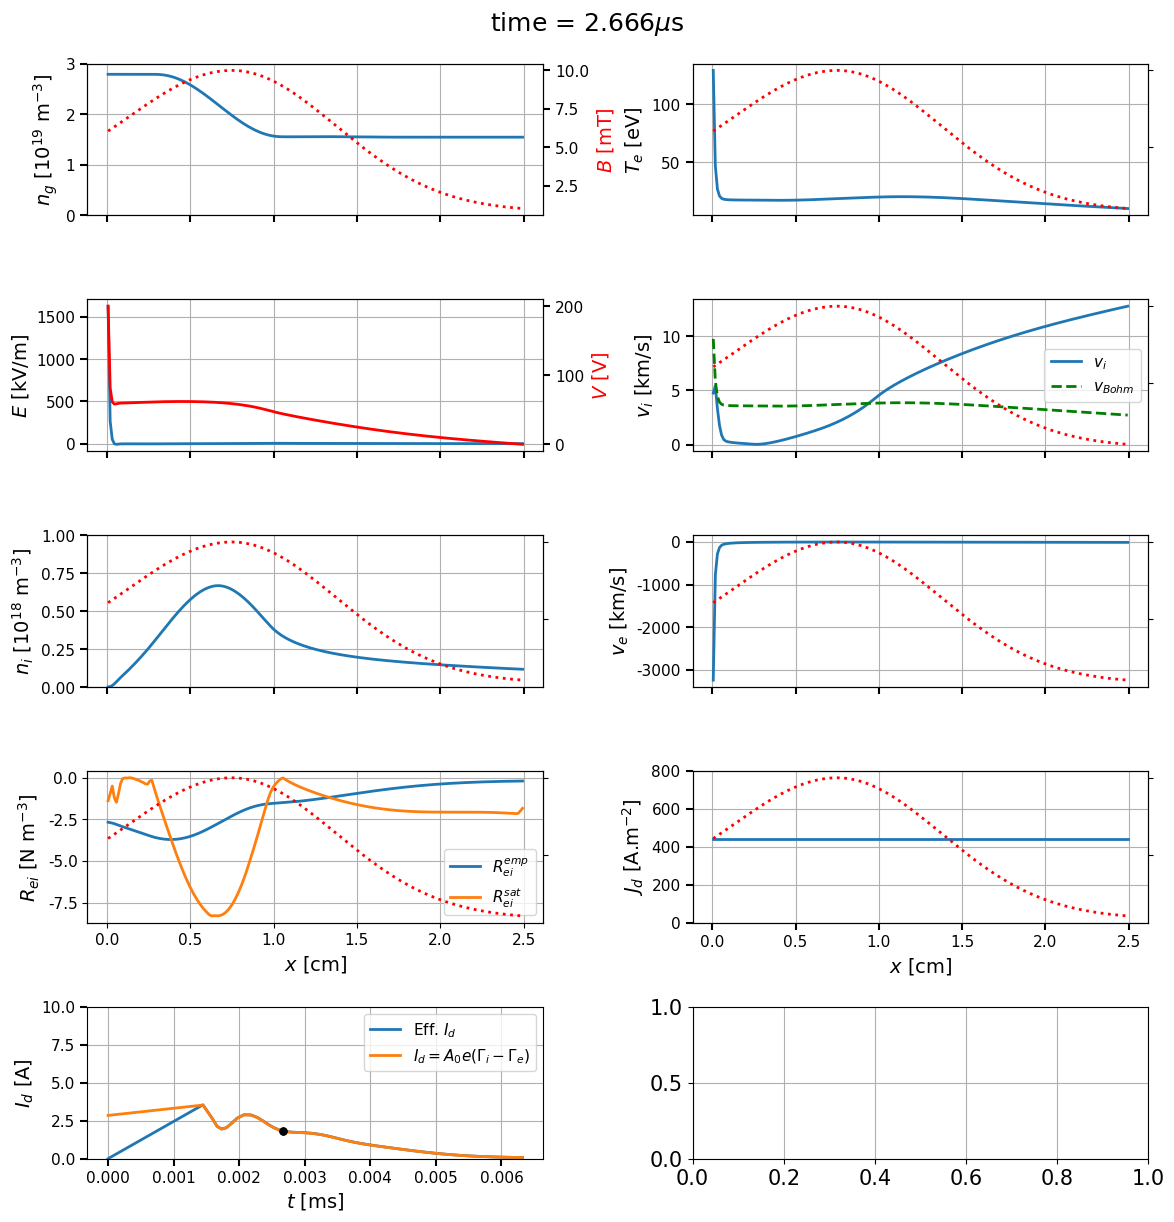 time = 2.666μs
3
2
1
0
n_g [10^19 m^−3]
10.0
7.5
5.0
2.5
B [mT]
100
50
T_e [eV]
1500
1000
500
0
E [kV/m]
200
100
0
V [V]
10
5
0
v_i [km/s]
v_i
v_Bohm
1.00
0.75
0.50
0.25
0.00
n_i [10^18 m^−3]
0
-1000
-2000
-3000
v_e [km/s]
0.0
-2.5
-5.0
-7.5
R_ei [N m^−3]
R_ei^emp
R_ei^sat
0.0 0.5 1.0 1.5 2.0 2.5
x [cm]
800
600
400
200
0
J_d [A.m^−2]
0.0 0.5 1.0 1.5 2.0 2.5
x [cm]
10.0
7.5
5.0
2.5
0.0
I_d [A]
Eff. I_d
I_d = A_0e(Γ_i − Γ_e)
0.000 0.001 0.002 0.003 0.004 0.005 0.006
t [ms]
1.0
0.5
0.0
0.0 0.2 0.4 0.6 0.8 1.0